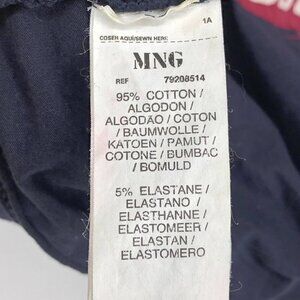 1A
COSER AQUI/SEWN HERE:
MNG
REF 79208514
95% COTTON /
ALGODON /
ALGODÃO / COTON
/ BAUMWOLLE /
KATOEN / PAMUT /
COTONE / BUMBAC
/ BOMULD
5% ELASTANE /
ELASTANO /
ELASTHANNE /
ELASTOMEER /
ELASTAN /
ELASTOMERO